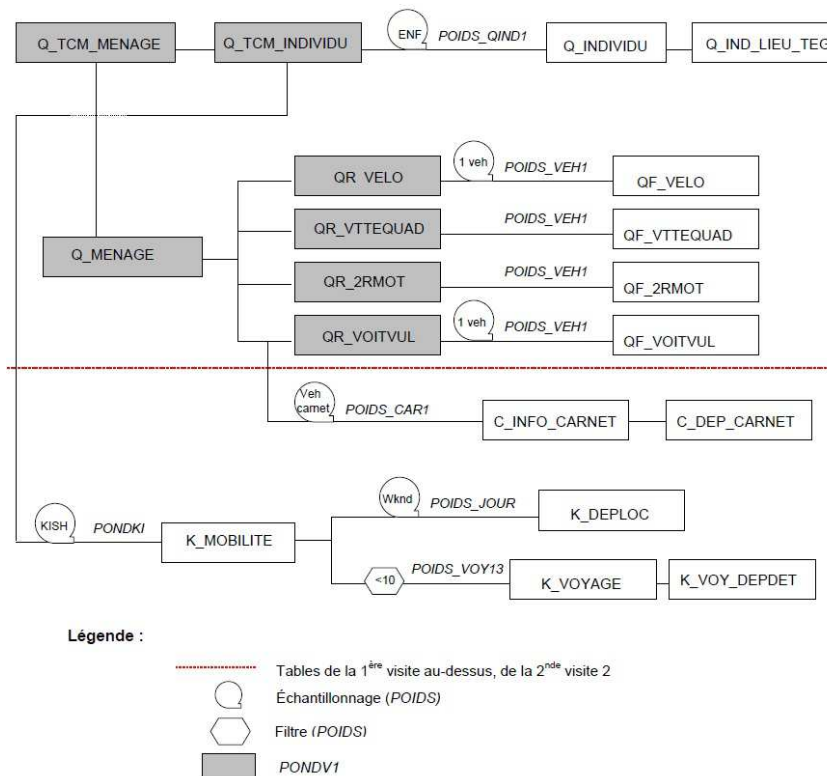 Q_TCM_MENAGE
Q_TCM_INDIVIDU
ENF
POIDS_QIND1
Q_INDIVIDU
Q_IND_LIEU_TEG
QR_VELO
1 veh
POIDS_VEH1
QF_VELO
QR_VTTEQUAD
POIDS_VEH1
QF_VTTEQUAD
Q_MENAGE
QR_2RMOT
POIDS_VEH1
QF_2RMOT
QR_VOITVUL
1 veh
POIDS_VEH1
QF_VOITVUL
Veh
carnet
POIDS_CAR1
C_INFO_CARNET
C_DEP_CARNET
Wknd
POIDS_JOUR
K_DEPLOC
KISH
PONDKI
K_MOBILITE
<10
POIDS_VOY13
K_VOYAGE
K_VOY_DEPDET
Légende :
Tables de la 1ère visite au-dessus, de la 2nde visite 2
Échantillonnage (POIDS)
Filtre (POIDS)
PONDV1